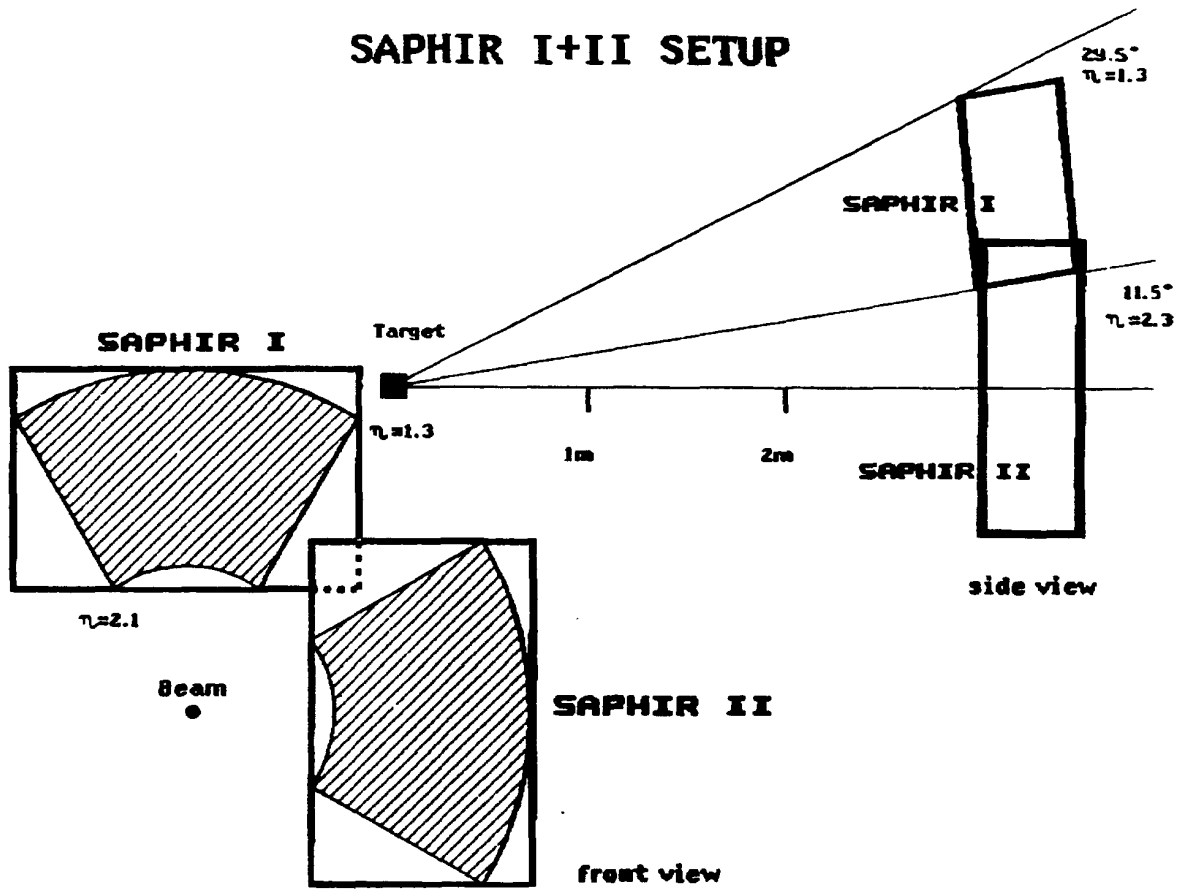 SAPHIR I+II SETUP
29.5°
η=1.3
SAPHIR I
11.5°
η=2.3
Target
SAPHIR I
η=1.3
1m
2m
SAPHIR II
side view
η=2.1
Beam
SAPHIR II
front view